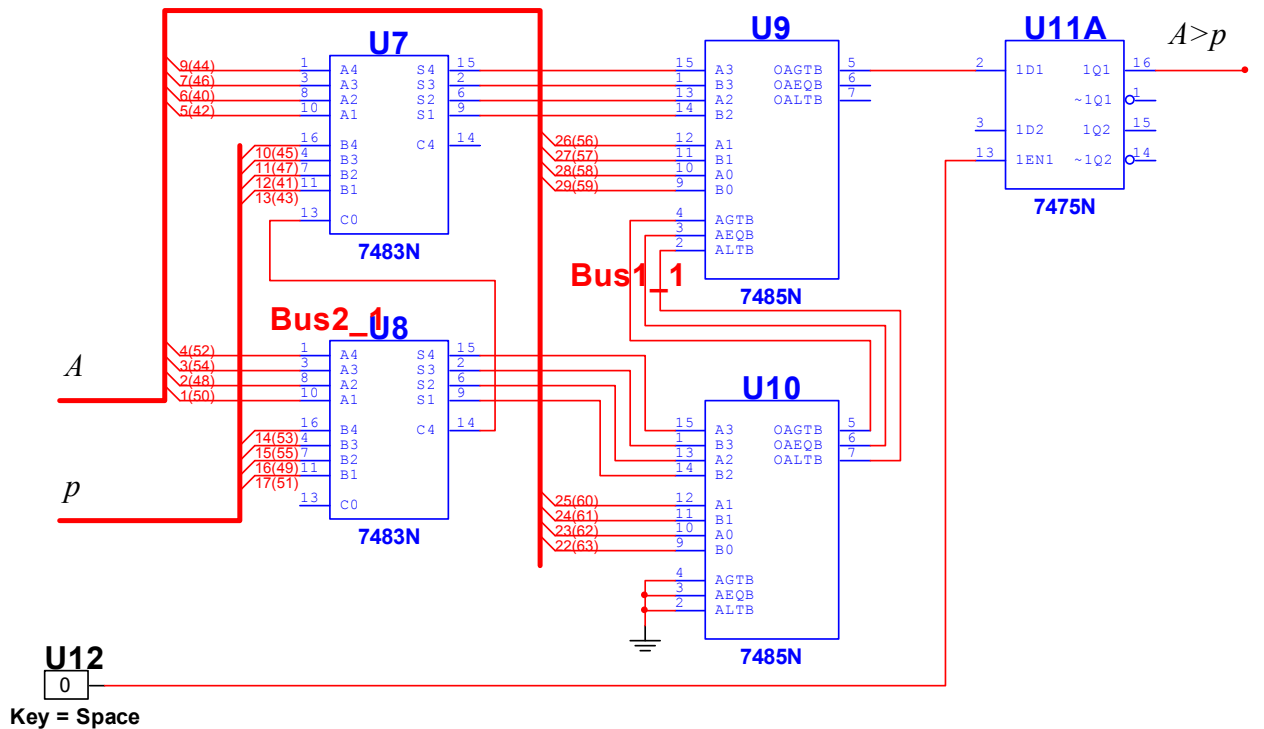 U7
9(44) 1 A4 S4 15
7(46) 3 A3 S3 2
6(40) 8 A2 S2 6
5(42) 10 A1 S1 9
16 B4 C4 14
10(45) 4 B3
11(47) 7 B2
12(41) 11 B1
13(43)
13 C0
7483N
Bus2_1
U8
4(52) 1 A4 S4 15
3(54) 3 A3 S3 2
2(48) 8 A2 S2 6
1(50) 10 A1 S1 9
16 B4 C4 14
14(53) 4 B3
15(55) 7 B2
16(49) 11 B1
17(51)
13 C0
7483N
A
p
U9
15 A3 OAGTB 5
1 B3 OAEQB 6
13 A2 OALTB 7
14 B2
26(56) 12 A1
27(57) 11 B1
28(58) 10 A0
29(59) 9 B0
4 AGTB
3 AEQB
2 ALTB
Bus1_1
7485N
U10
15 A3 OAGTB 5
1 B3 OAEQB 6
13 A2 OALTB 7
14 B2
25(60) 12 A1
24(61) 11 B1
23(62) 10 A0
22(63) 9 B0
4 AGTB
3 AEQB
2 ALTB
7485N
U11A
A>p
2 1D1 1Q1 16
~1Q1 1
3 1D2 1Q2 15
13 1EN1 ~1Q2 14
7475N
U12
0
Key = Space